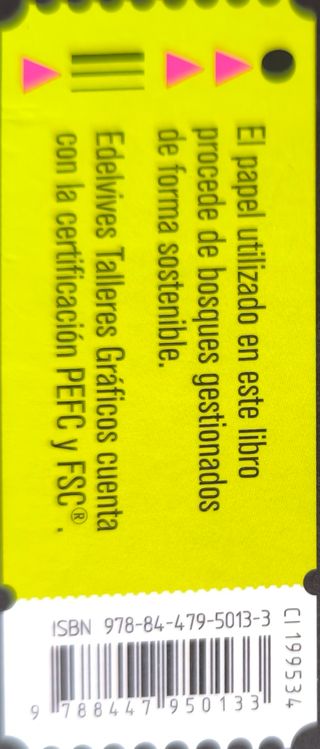 El papel utilizado en este libro
procede de bosques gestionados
de forma sostenible.
Edelvives Talleres Gráficos cuenta
con la certificación PEFC y FSC®.
CI 199534
ISBN 978-84-479-5013-3
9 788447 950133